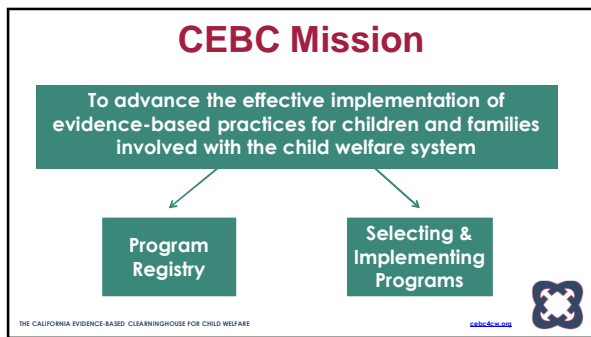 CEBC Mission
To advance the effective implementation of
evidence-based practices for children and families
involved with the child welfare system
Program
Registry
Selecting &
Implementing
Programs
THE CALIFORNIA EVIDENCE-BASED CLEARINGHOUSE FOR CHILD WELFARE
cebc4cw.org